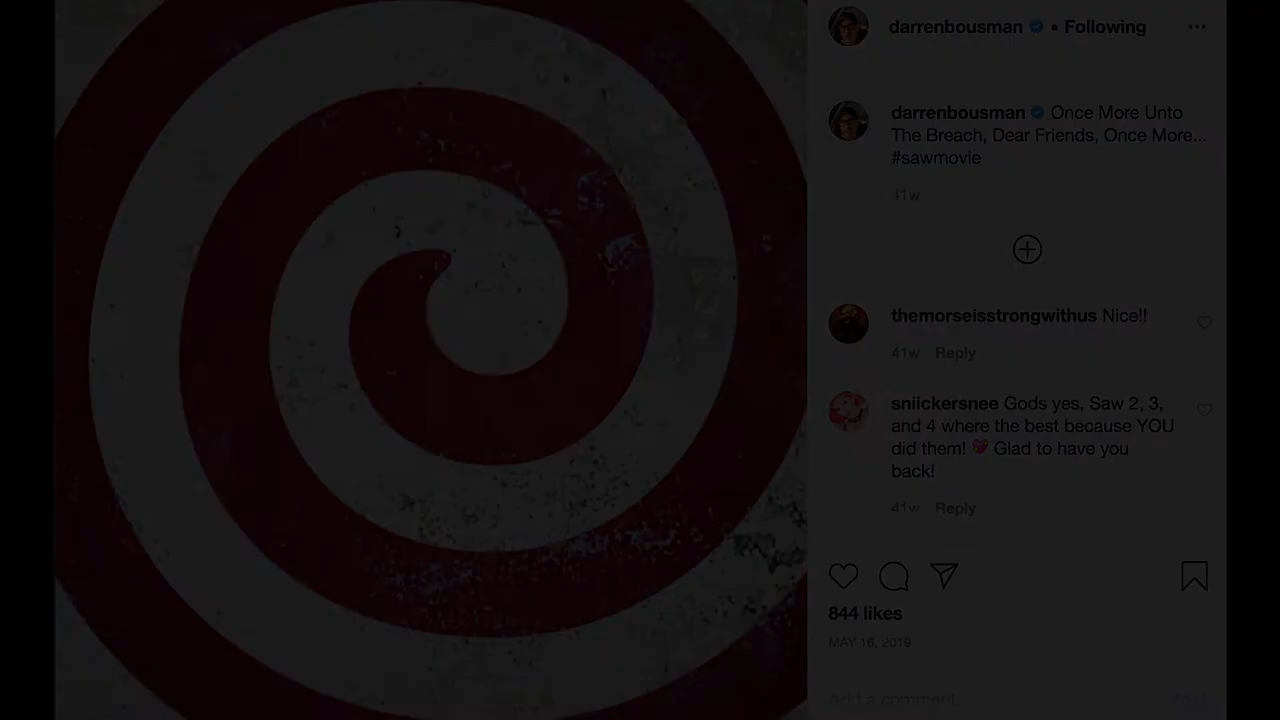 darrenbousman • Following
darrenbousman Once More Unto
The Breach, Dear Friends, Once More...
#sawmovie
41w
themorseisstrongwithus Nice!!
41w Reply
sniickersnee Gods yes, Saw 2, 3,
and 4 where the best because YOU
did them! 💖 Glad to have you
back!
41w Reply
844 likes
MAY 16, 2019
Add a comment...